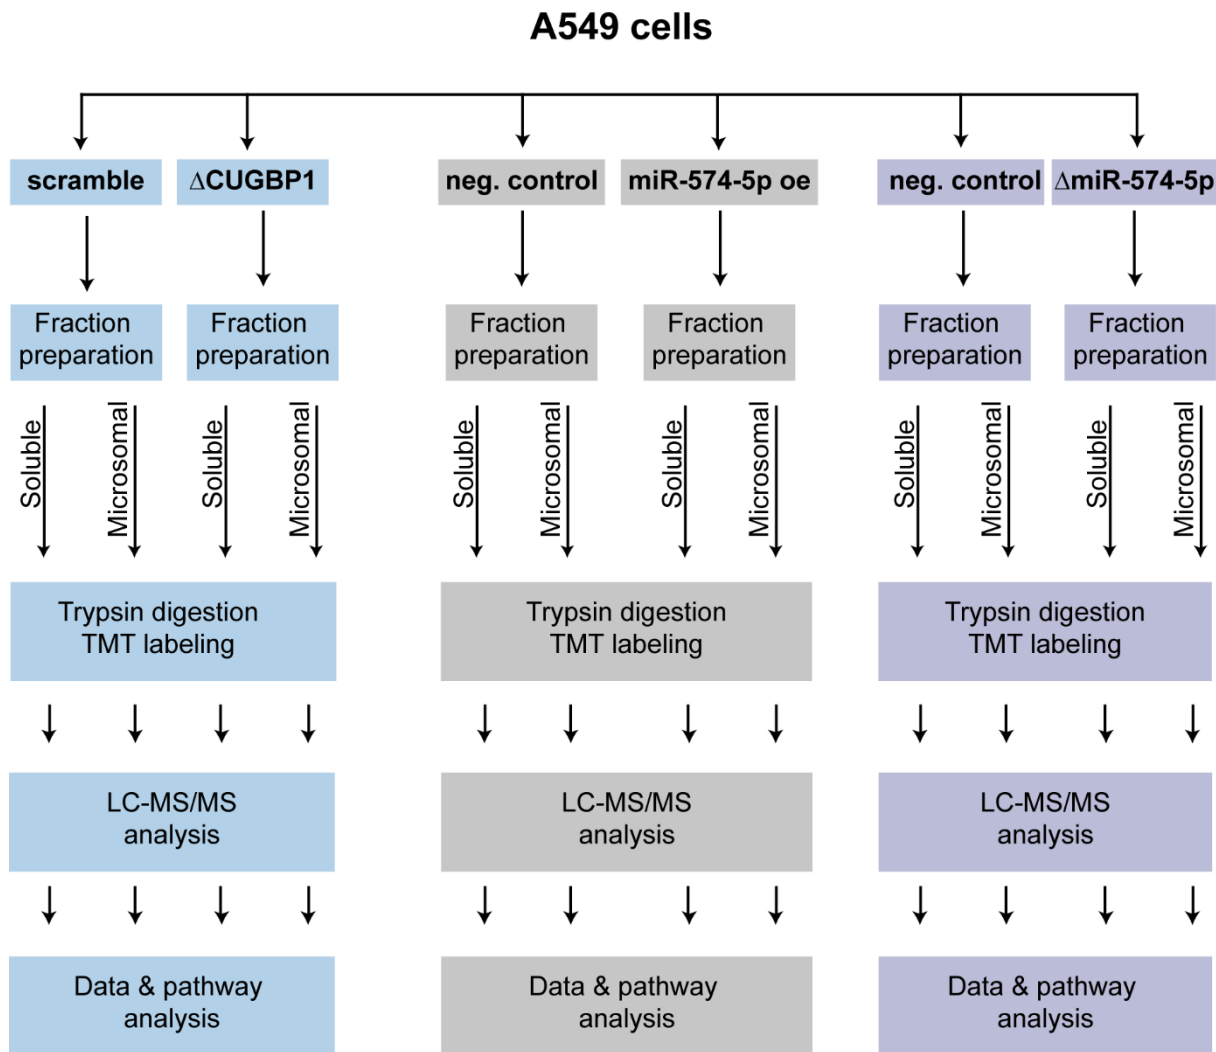 A549 cells
scramble
ΔCUGBP1
neg. control
miR-574-5p oe
neg. control
ΔmiR-574-5p
Fraction
preparation
Fraction
preparation
Fraction
preparation
Fraction
preparation
Fraction
preparation
Fraction
preparation
Soluble
Microsomal
Soluble
Microsomal
Soluble
Microsomal
Soluble
Microsomal
Soluble
Microsomal
Soluble
Microsomal
Trypsin digestion
TMT labeling
Trypsin digestion
TMT labeling
Trypsin digestion
TMT labeling
LC-MS/MS
analysis
LC-MS/MS
analysis
LC-MS/MS
analysis
Data & pathway
analysis
Data & pathway
analysis
Data & pathway
analysis